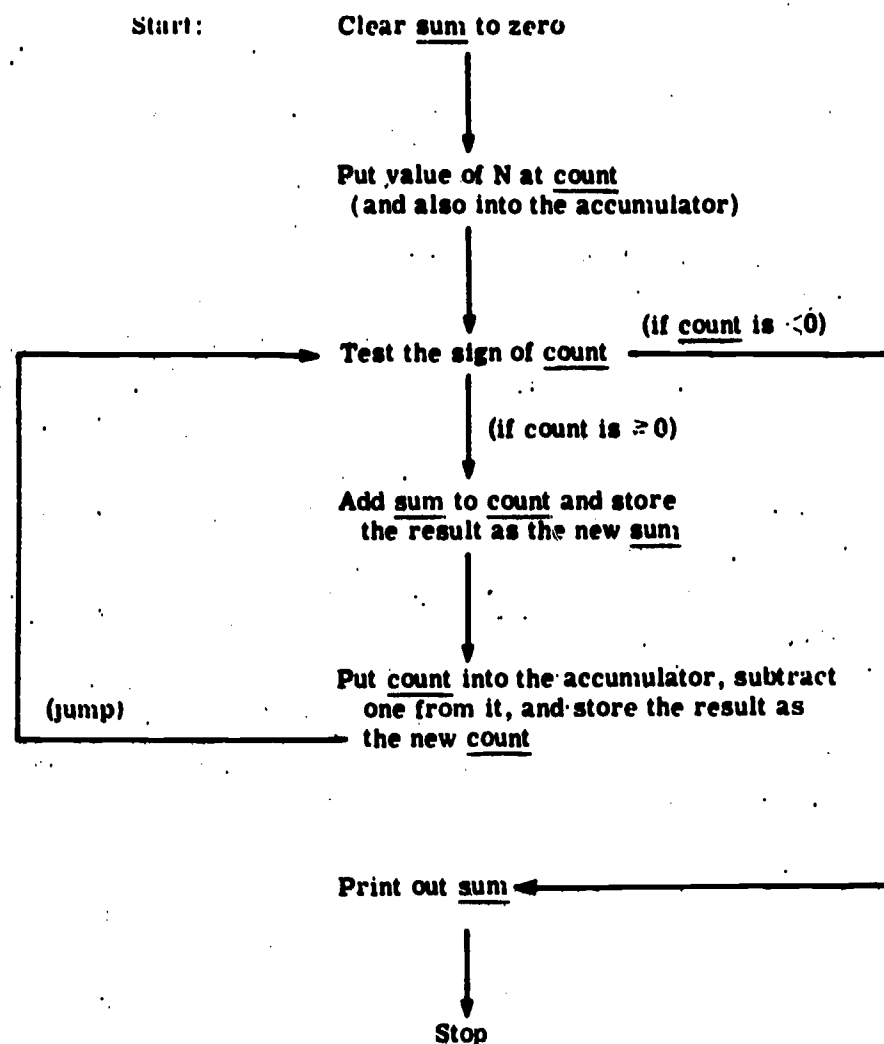 Start: Clear sum to zero
Put value of N at count
(and also into the accumulator)
(if count is <0)
Test the sign of count
(if count is ≥0)
Add sum to count and store
the result as the new sum
Put count into the accumulator, subtract
one from it, and store the result as
the new count
(jump)
Print out sum
Stop